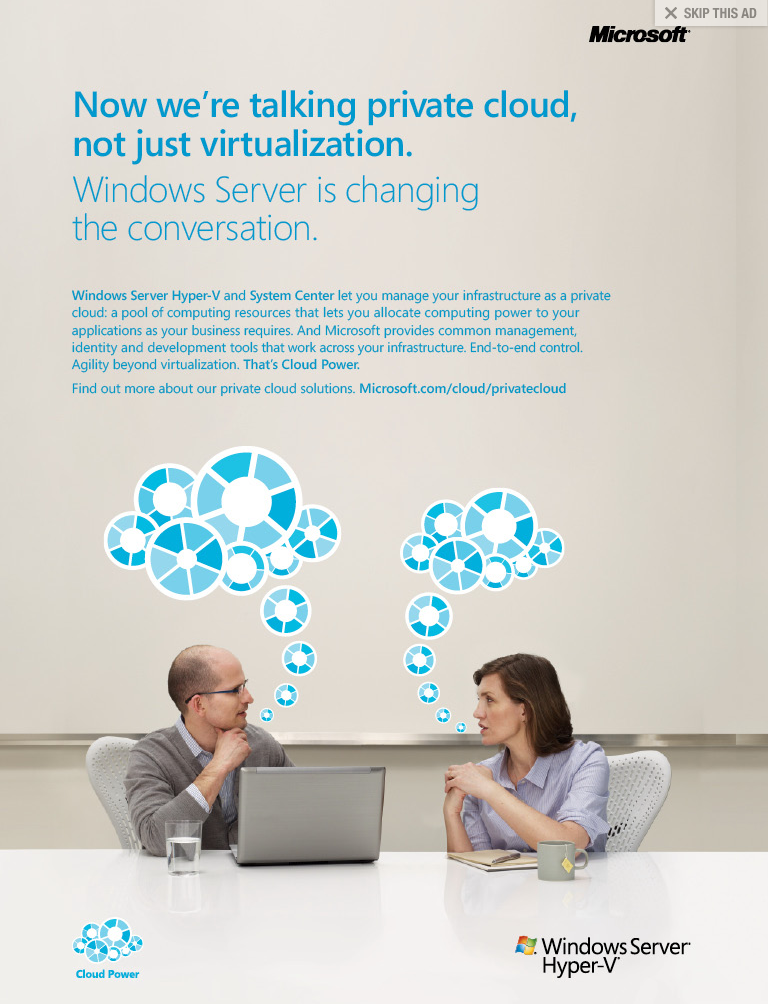 SKIP THIS AD
Microsoft
Now we're talking private cloud,
not just virtualization.
Windows Server is changing
the conversation.
Windows Server Hyper-V and System Center let you manage your infrastructure as a private
cloud: a pool of computing resources that lets you allocate computing power to your
applications as your business requires. And Microsoft provides common management,
identity and development tools that work across your infrastructure. End-to-end control.
Agility beyond virtualization. That's Cloud Power.
Find out more about our private cloud solutions. Microsoft.com/cloud/privatecloud
Cloud Power
Windows Server
Hyper-V